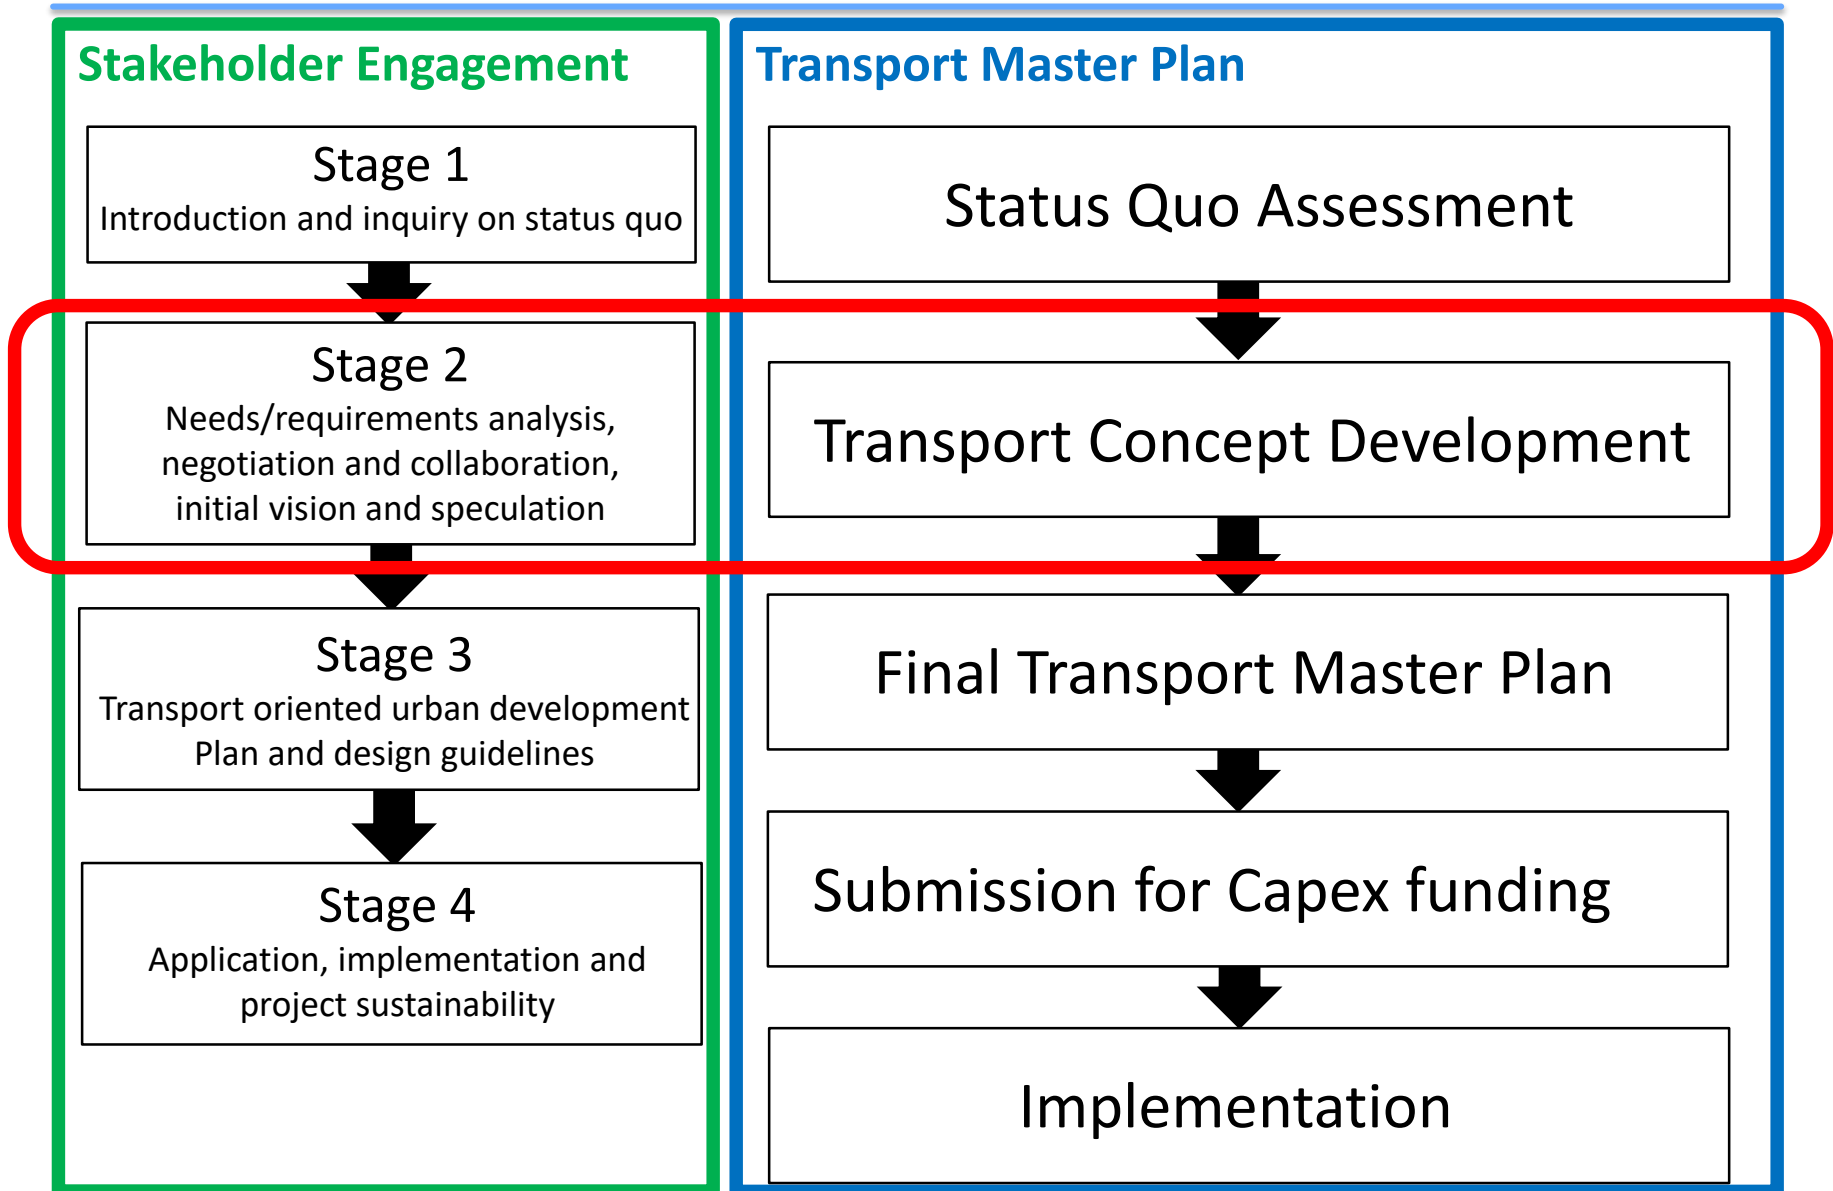 Stakeholder Engagement
Stage 1
Introduction and inquiry on status quo
Stage 2
Needs/requirements analysis,
negotiation and collaboration,
initial vision and speculation
Stage 3
Transport oriented urban development
Plan and design guidelines
Stage 4
Application, implementation and
project sustainability
Transport Master Plan
Status Quo Assessment
Transport Concept Development
Final Transport Master Plan
Submission for Capex funding
Implementation